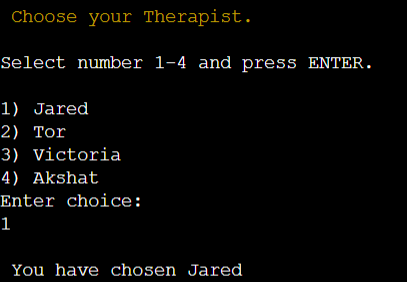 Choose your Therapist.
Select number 1-4 and press ENTER.
1) Jared
2) Tor
3) Victoria
4) Akshat
Enter choice:
1
You have chosen Jared